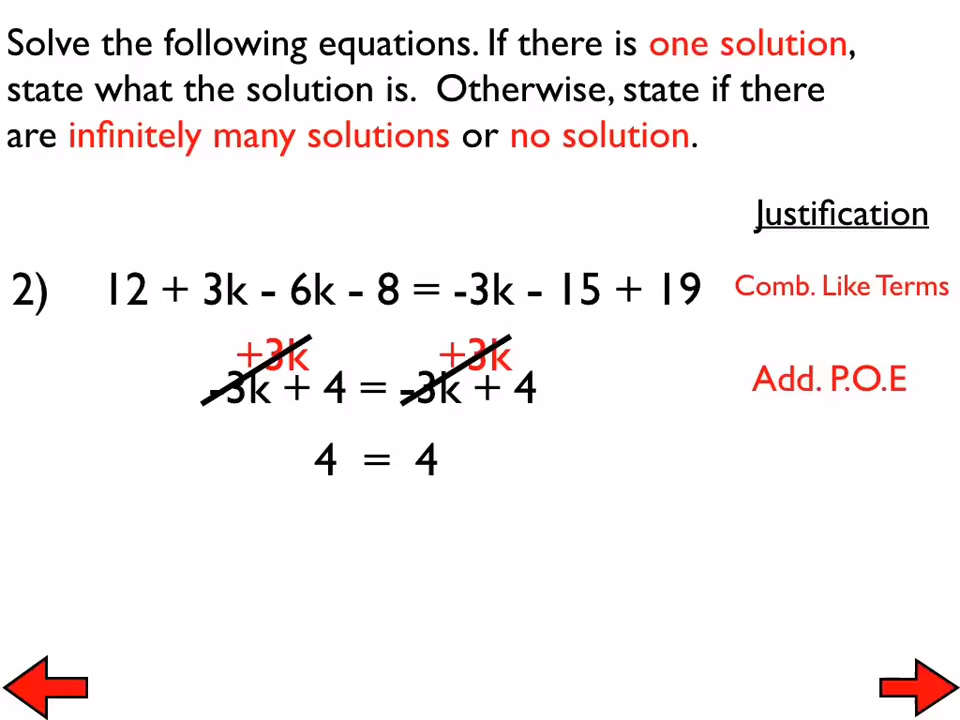 Solve the following equations. If there is one solution,
state what the solution is. Otherwise, state if there
are infinitely many solutions or no solution.
Justification
2) 12 + 3k - 6k - 8 = -3k - 15 + 19 Comb. Like Terms
+3k +3k
-3k + 4 = -3k + 4 Add. P.O.E
4 = 4